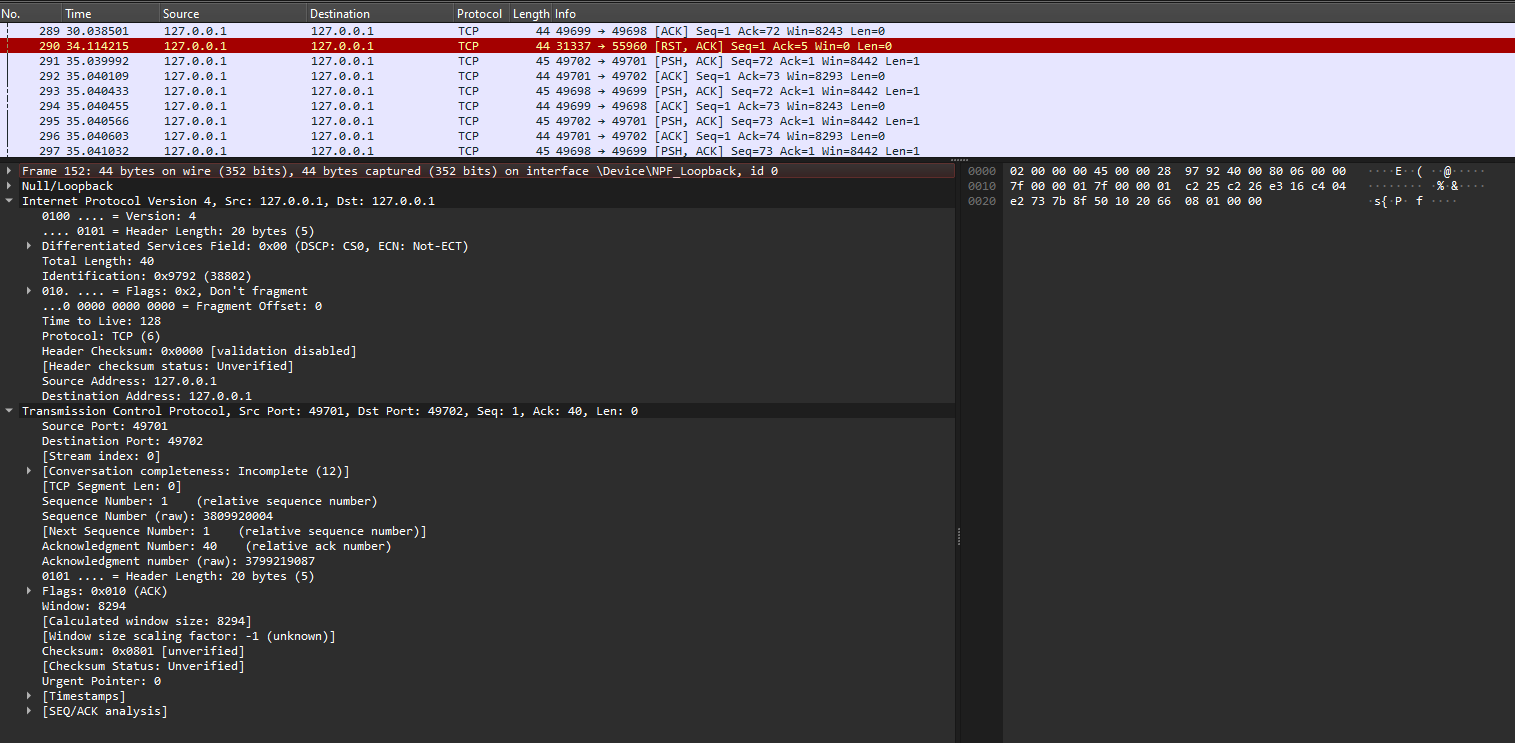 No. Time Source Destination Protocol Length Info
289 30.038501 127.0.0.1 127.0.0.1 TCP 44 49699 → 49698 [ACK] Seq=1 Ack=72 Win=8243 Len=0
290 34.114215 127.0.0.1 127.0.0.1 TCP 44 31337 → 55960 [RST, ACK] Seq=1 Ack=5 Win=0 Len=0
291 35.039992 127.0.0.1 127.0.0.1 TCP 45 49702 → 49701 [PSH, ACK] Seq=72 Ack=1 Win=8442 Len=1
292 35.040109 127.0.0.1 127.0.0.1 TCP 44 49701 → 49702 [ACK] Seq=1 Ack=73 Win=8293 Len=0
293 35.040433 127.0.0.1 127.0.0.1 TCP 45 49698 → 49699 [PSH, ACK] Seq=72 Ack=1 Win=8442 Len=1
294 35.040455 127.0.0.1 127.0.0.1 TCP 44 49699 → 49698 [ACK] Seq=1 Ack=73 Win=8243 Len=0
295 35.040566 127.0.0.1 127.0.0.1 TCP 45 49702 → 49701 [PSH, ACK] Seq=73 Ack=1 Win=8442 Len=1
296 35.040603 127.0.0.1 127.0.0.1 TCP 44 49701 → 49702 [ACK] Seq=1 Ack=74 Win=8293 Len=0
297 35.041032 127.0.0.1 127.0.0.1 TCP 45 49698 → 49699 [PSH, ACK] Seq=73 Ack=1 Win=8442 Len=1
Frame 152: 44 bytes on wire (352 bits), 44 bytes captured (352 bits) on interface \Device\NPF_Loopback, id 0
Null/Loopback
Internet Protocol Version 4, Src: 127.0.0.1, Dst: 127.0.0.1
0100 .... = Version: 4
.... 0101 = Header Length: 20 bytes (5)
Differentiated Services Field: 0x00 (DSCP: CS0, ECN: Not-ECT)
Total Length: 40
Identification: 0x9792 (38802)
010. .... = Flags: 0x2, Don't fragment
...0 0000 0000 0000 = Fragment Offset: 0
Time to Live: 128
Protocol: TCP (6)
Header Checksum: 0x0000 [validation disabled]
[Header checksum status: Unverified]
Source Address: 127.0.0.1
Destination Address: 127.0.0.1
Transmission Control Protocol, Src Port: 49701, Dst Port: 49702, Seq: 1, Ack: 40, Len: 0
Source Port: 49701
Destination Port: 49702
[Stream index: 0]
[Conversation completeness: Incomplete (12)]
[TCP Segment Len: 0]
Sequence Number: 1 (relative sequence number)
Sequence Number (raw): 3809920004
[Next Sequence Number: 1 (relative sequence number)]
Acknowledgment Number: 40 (relative ack number)
Acknowledgment number (raw): 3799219087
0101 .... = Header Length: 20 bytes (5)
Flags: 0x010 (ACK)
Window: 8294
[Calculated window size: 8294]
[Window size scaling factor: -1 (unknown)]
Checksum: 0x0801 [unverified]
[Checksum Status: Unverified]
Urgent Pointer: 0
[Timestamps]
[SEQ/ACK analysis]
0000 02 00 00 00 45 00 00 28 97 92 40 00 80 06 00 00 ····E··( ··@·····
0010 7f 00 00 01 7f 00 00 01 c2 25 c2 26 e3 16 c4 04 ········ ·%·&····
0020 e2 73 7b 8f 50 10 20 66 08 01 00 00 ·s{·P· f ····